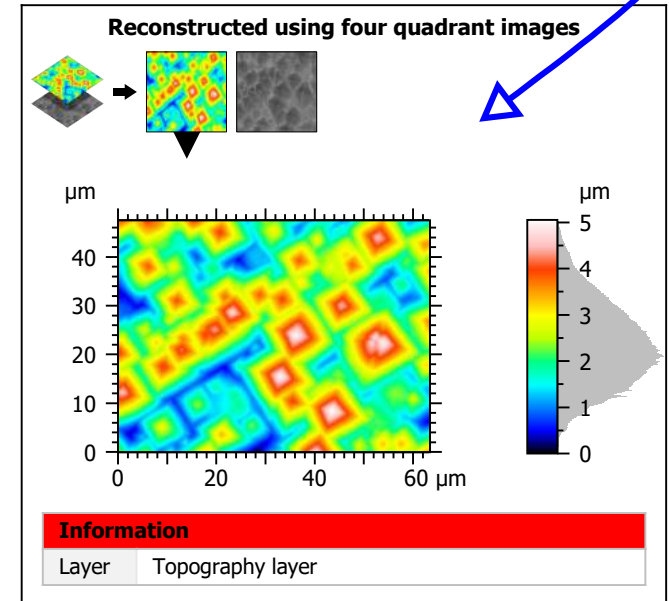 Reconstructed using four quadrant images
µm
µm
40
30
20
10
0
0 20 40 60 µm
5
4
3
2
1
0
Information
Layer Topography layer